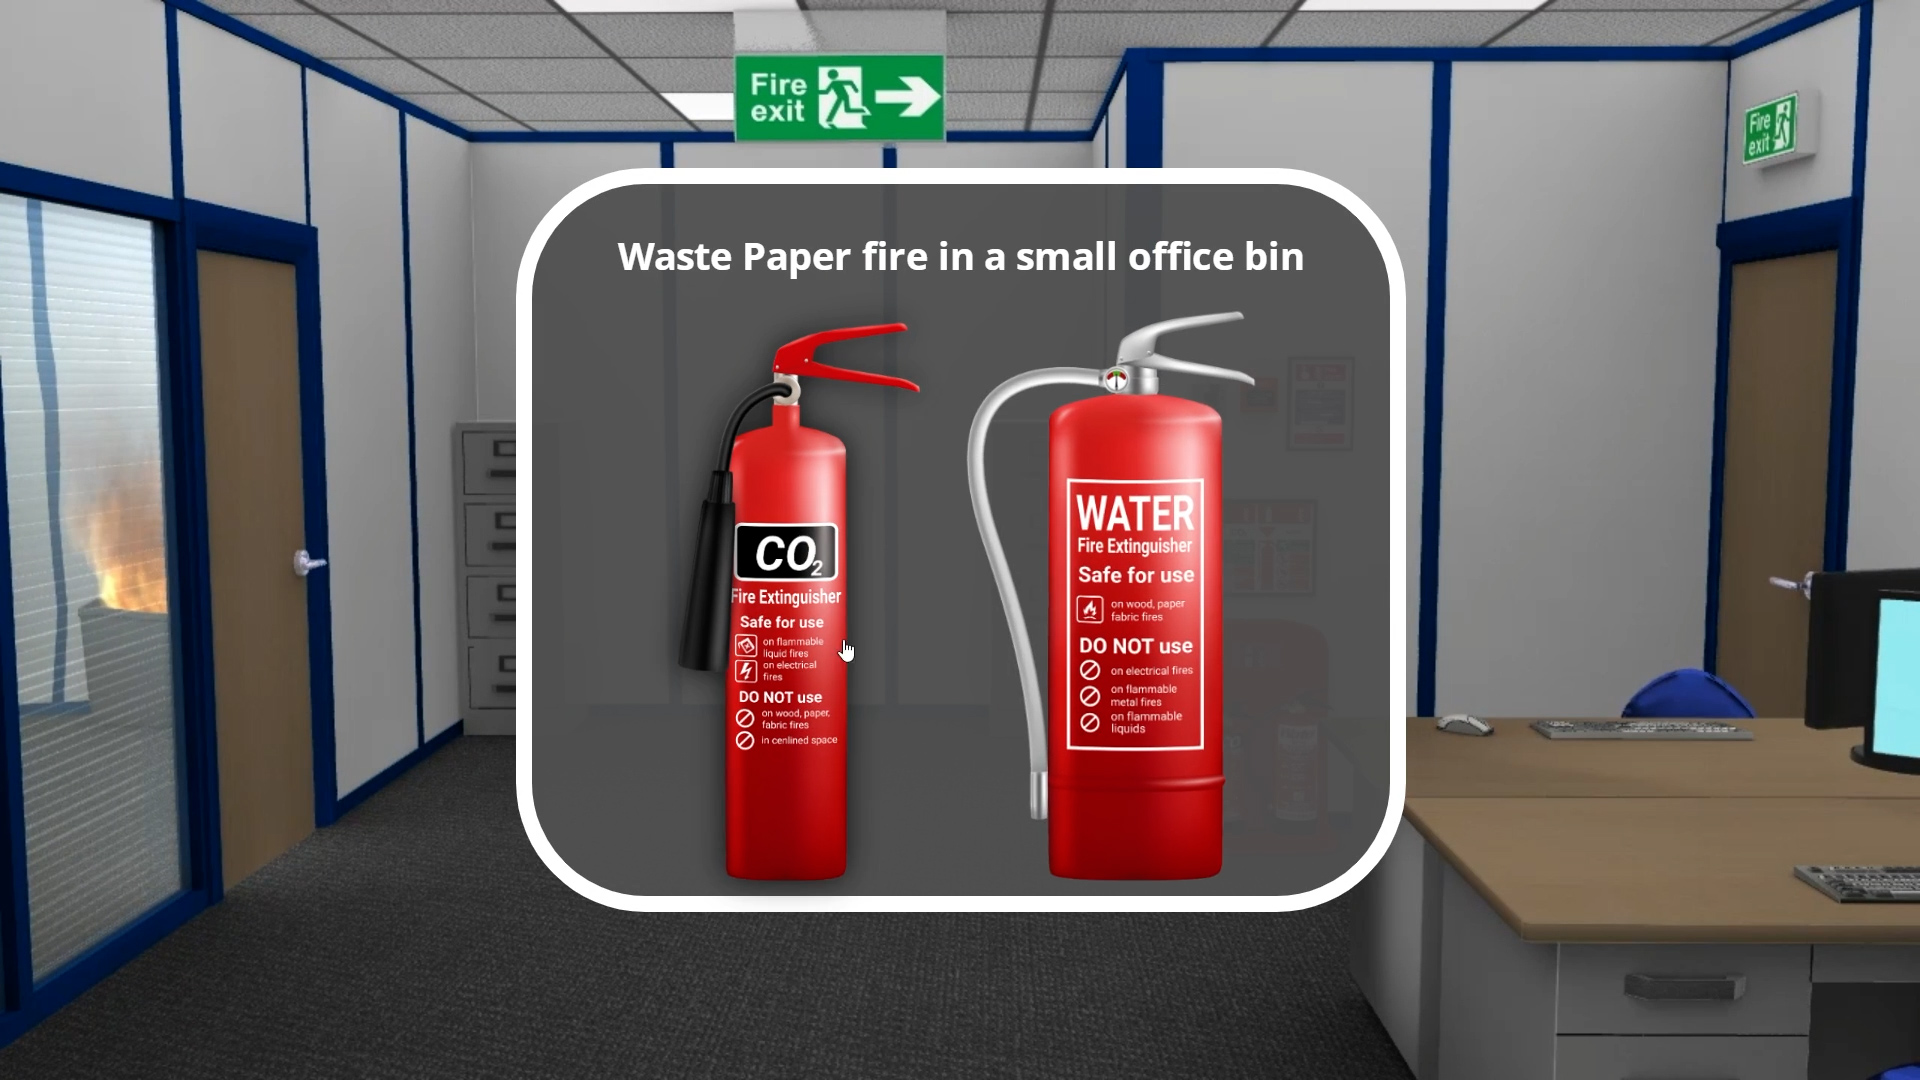 Fire
exit
Fire
exit
Waste Paper fire in a small office bin
CO2
Fire Extinguisher
Safe for use
on flammable
liquid fires
on electrical
fires
DO NOT use
on wood, paper,
fabric fires
in cenlined space
WATER
Fire Extinguisher
Safe for use
on wood, paper
fabric fires
DO NOT use
on electrical fires
on flammable
metal fires
on flammable
liquids